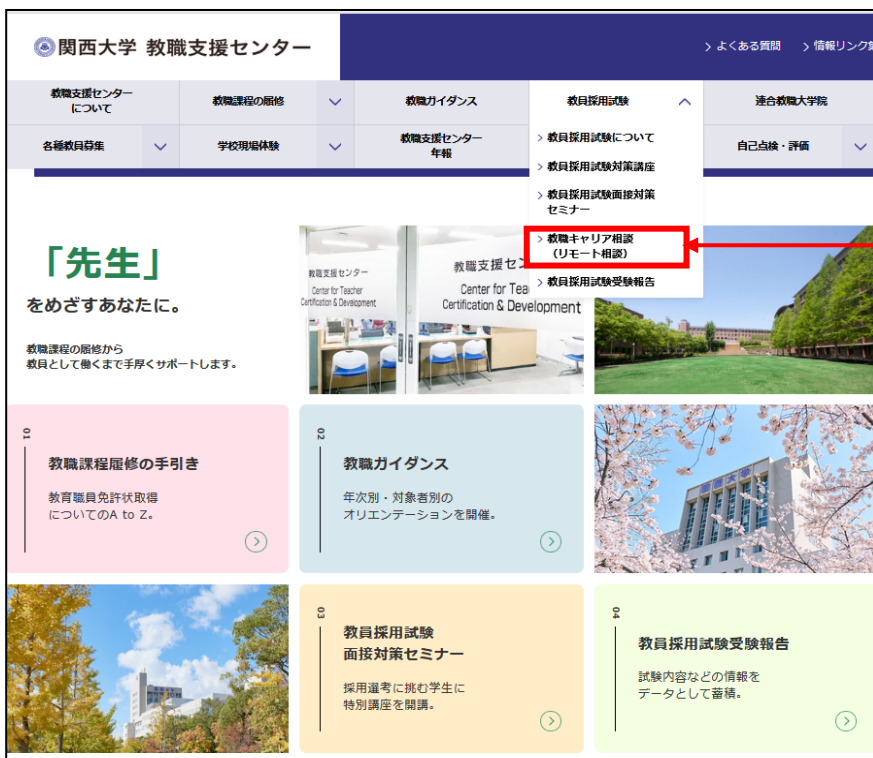 関西大学 教職支援センター
> よくある質問
> 情報リンク集
教職支援センター
について
教職課程の履修
教職ガイダンス
教員採用試験
連合教職大学院
各種教員募集
学校現場体験
教職支援センター
年報
自己点検・評価
> 教員採用試験について
> 教員採用試験対策講座
> 教員採用試験面接対策
セミナー
> 教職キャリア相談
(リモート相談)
> 教員採用試験受験報告
「先生」
をめざすあなたに。
教職課程の履修から
教員として働くまで手厚くサポートします。
教職支援センター
Center for Teacher
Certification & Development
教職支援セ
Center for Tea
Certification & Development
01
教職課程履修の手引き
教育職員免許状取得
についてのA to Z。
02
教職ガイダンス
年次別・対象者別の
オリエンテーションを開催。
関西大学
03
教員採用試験
面接対策セミナー
採用選考に挑む学生に
特別講座を開講。
04
教員採用試験受験報告
試験内容などの情報を
データとして蓄積。